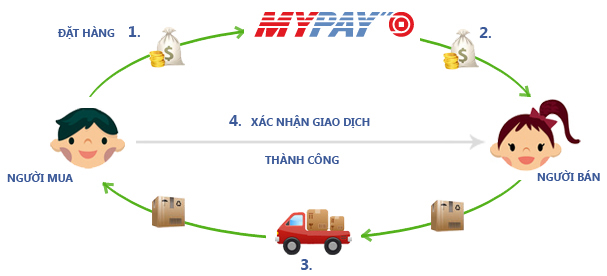 ĐẶT HÀNG 1.
MYPAY
2.
4. XÁC NHẬN GIAO DỊCH
THÀNH CÔNG
NGƯỜI MUA
NGƯỜI BÁN
3.